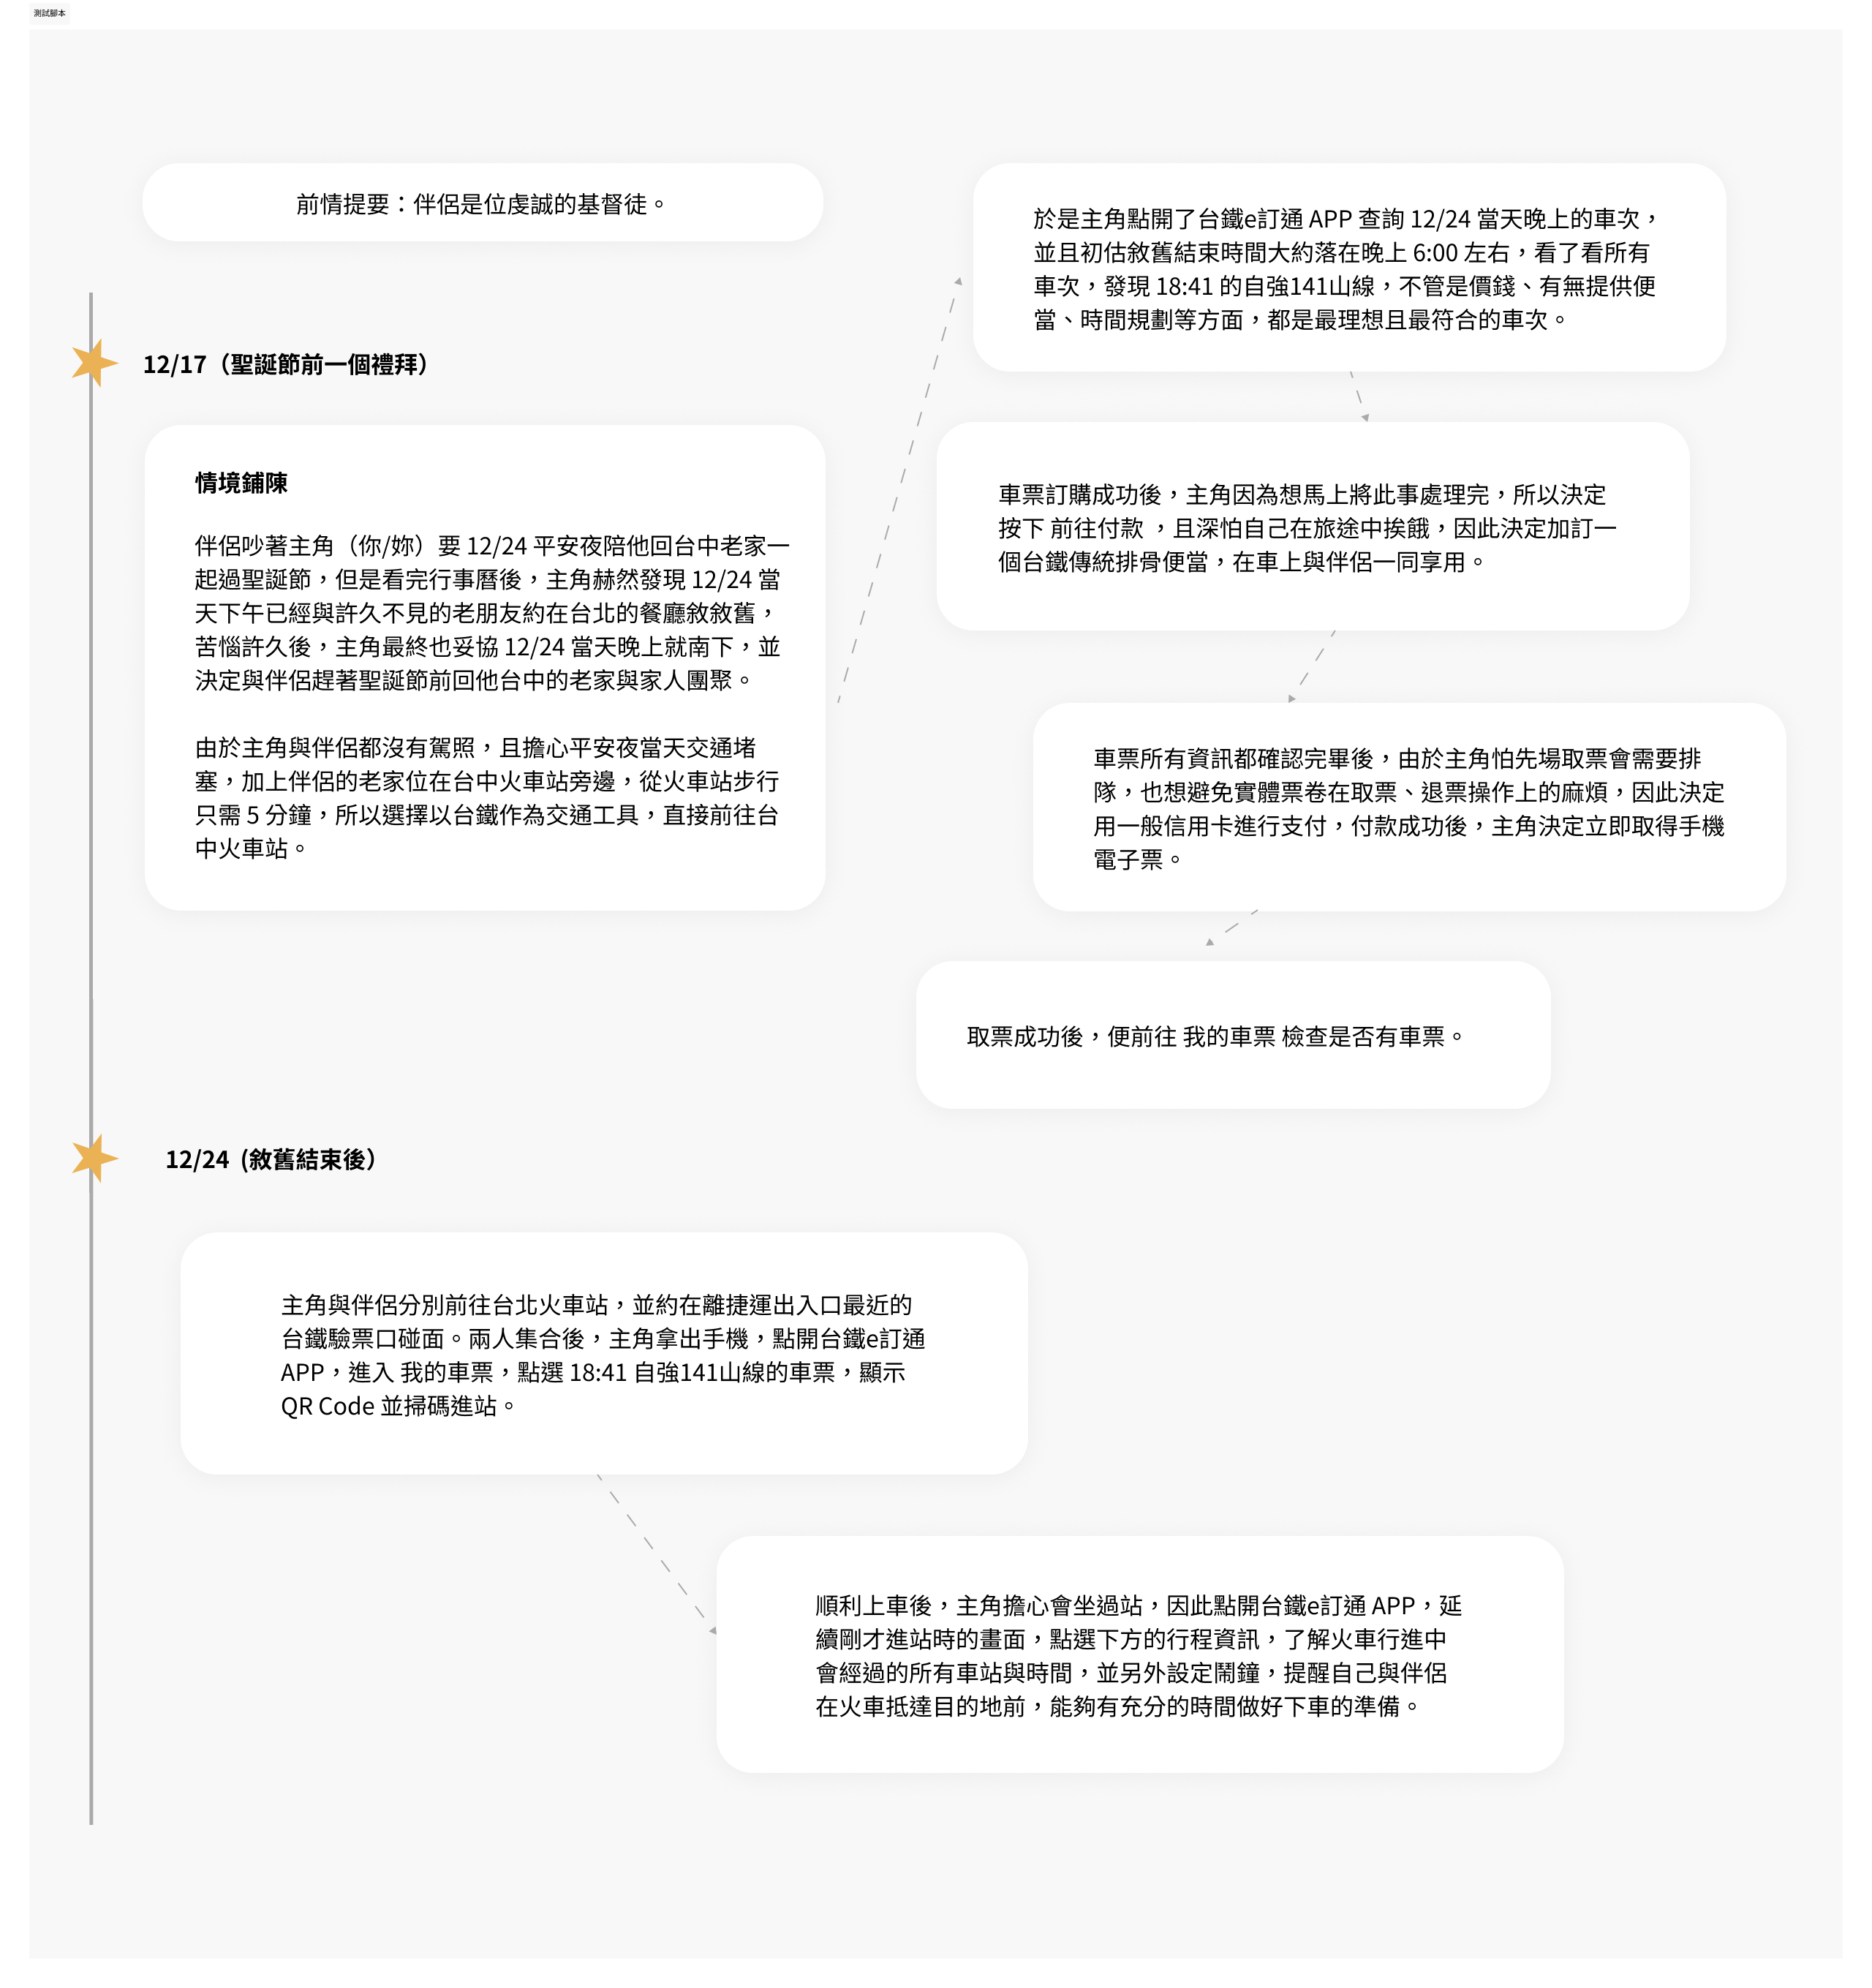 測試腳本
前情提要：伴侶是位虔誠的基督徒。
12/17（聖誕節前一個禮拜）
情境鋪陳
伴侶吵著主角（你/妳）要 12/24 平安夜陪他回台中老家一
起過聖誕節，但是看完行事曆後，主角赫然發現 12/24 當
天下午已經與許久不見的老朋友約在台北的餐廳敘敘舊，
苦惱許久後，主角最終也妥協 12/24 當天晚上就南下，並
決定與伴侶趕著聖誕節前回他台中的老家與家人團聚。
由於主角與伴侶都沒有駕照，且擔心平安夜當天交通堵
塞，加上伴侶的老家位在台中火車站旁邊，從火車站步行
只需 5 分鐘，所以選擇以台鐵作為交通工具，直接前往台
中火車站。
於是主角點開了台鐵e訂通 APP 查詢 12/24 當天晚上的車次，
並且初估敘舊結束時間大約落在晚上 6:00 左右，看了看所有
車次，發現 18:41 的自強141山線，不管是價錢、有無提供便
當、時間規劃等方面，都是最理想且最符合的車次。
車票訂購成功後，主角因為想馬上將此事處理完，所以決定
按下 前往付款 ，且深怕自己在旅途中挨餓，因此決定加訂一
個台鐵傳統排骨便當，在車上與伴侶一同享用。
車票所有資訊都確認完畢後，由於主角怕先場取票會需要排
隊，也想避免實體票卷在取票、退票操作上的麻煩，因此決定
用一般信用卡進行支付，付款成功後，主角決定立即取得手機
電子票。
取票成功後，便前往 我的車票 檢查是否有車票。
12/24（敘舊結束後）
主角與伴侶分別前往台北火車站，並約在離捷運出入口最近的
台鐵驗票口碰面。兩人集合後，主角拿出手機，點開台鐵e訂通
APP，進入 我的車票，點選 18:41 自強141山線的車票，顯示
QR Code 並掃碼進站。
順利上車後，主角擔心會坐過站，因此點開台鐵e訂通 APP，延
續剛才進站時的畫面，點選下方的行程資訊，了解火車行進中
會經過的所有車站與時間，並另外設定鬧鐘，提醒自己與伴侶
在火車抵達目的地前，能夠有充分的時間做好下車的準備。